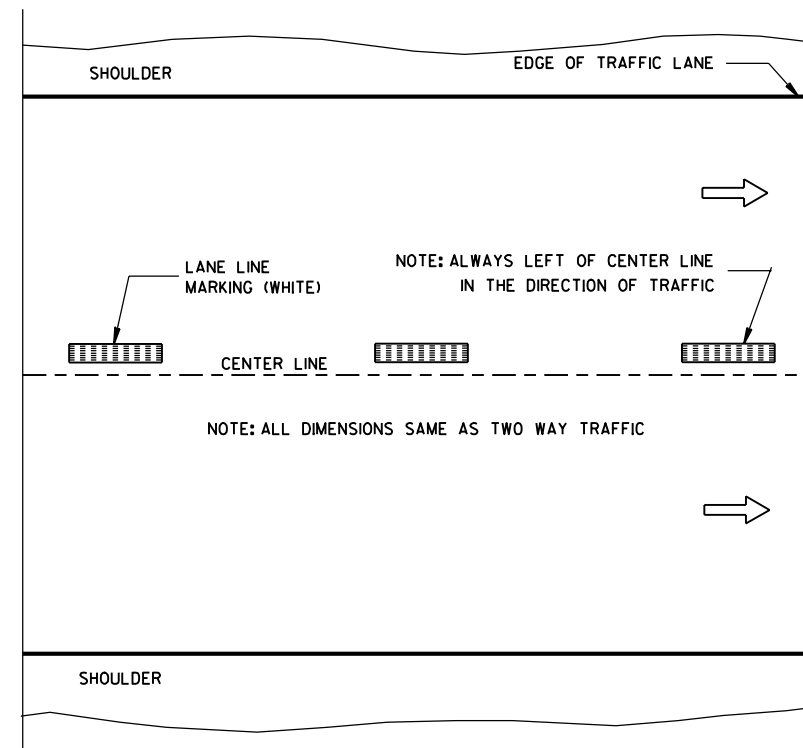 SHOULDER
EDGE OF TRAFFIC LANE
LANE LINE
MARKING (WHITE)
NOTE: ALWAYS LEFT OF CENTER LINE
IN THE DIRECTION OF TRAFFIC
CENTER LINE
NOTE: ALL DIMENSIONS SAME AS TWO WAY TRAFFIC
SHOULDER